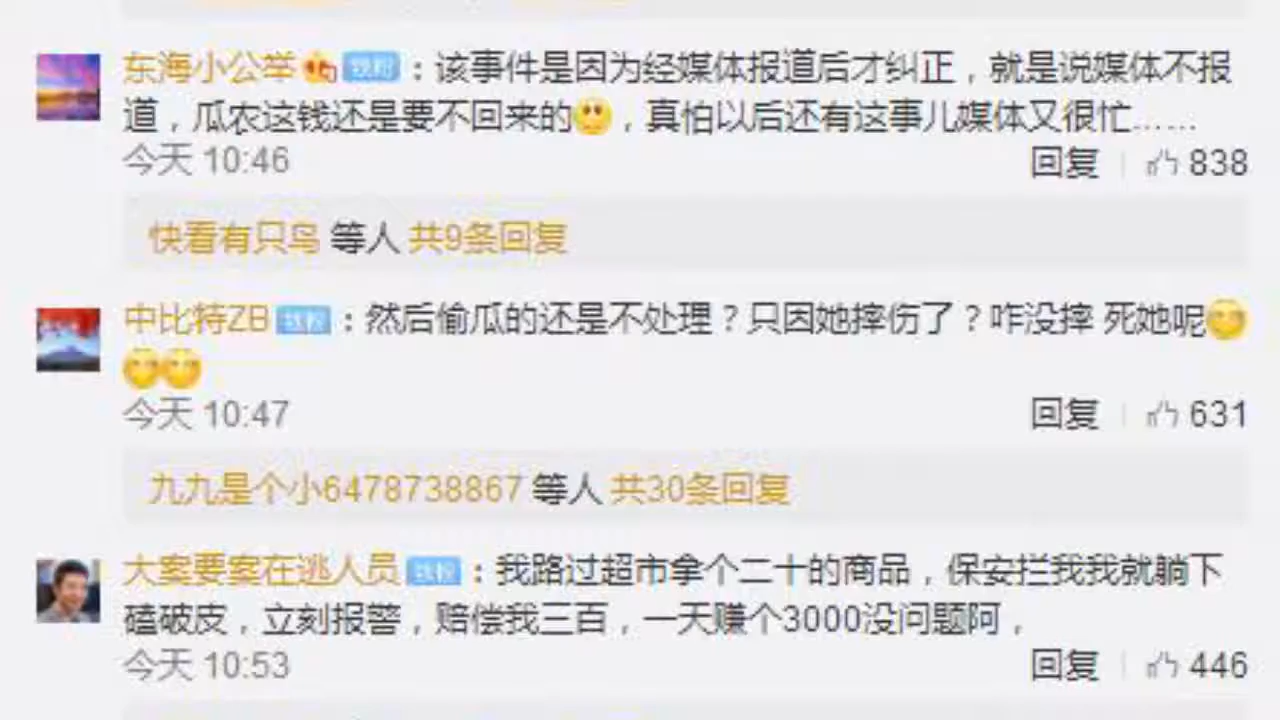 东海小公举 铁粉：该事件是因为经媒体报道后才纠正，就是说媒体不报
道，瓜农这钱还是要不回来的，真怕以后还有这事儿媒体又很忙……
今天 10:46 回复 838
快看有只鸟 等人 共9条回复
中比特ZB 铁粉：然后偷瓜的还是不处理？只因她摔伤了？咋没摔 死她呢
今天 10:47 回复 631
九九是个小6478738867 等人 共30条回复
大案要案在逃人员 铁粉：我路过超市拿个二十的商品，保安拦我我就躺下
磕破皮，立刻报警，赔偿我三百，一天赚个3000没问题阿，
今天 10:53 回复 446